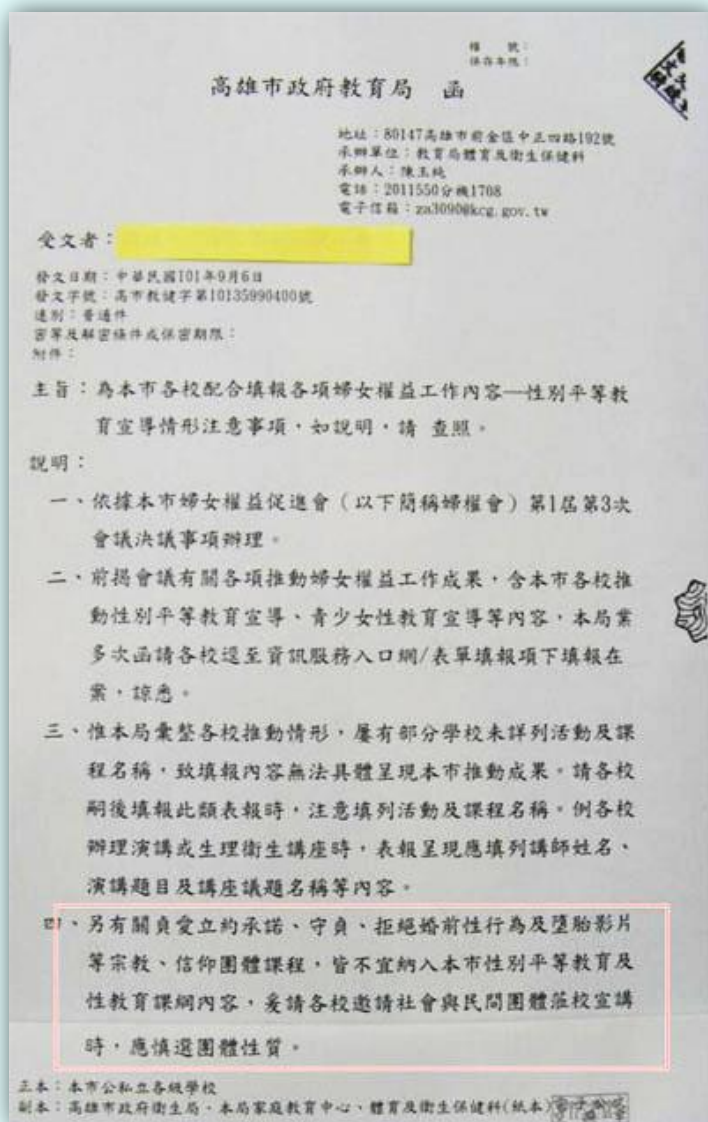 檔 號：
保存年限：
高雄市政府教育局 函
地址：80147高雄市前金區中正四路192號
承辦單位：教育局體育及衛生保健科
承辦人：陳玉純
電話：2011550分機1708
電子信箱：za3090@kcg.gov.tw
受文者：
發文日期：中華民國101年9月6日
發文字號：高市教健字第10135990400號
速別：普通件
密等及解密條件或保密期限：
附件：
主旨：為本市各校配合填報各項婦女權益工作內容—性別平等教
育宣導情形注意事項，如說明，請 查照。
說明：
一、依據本市婦女權益促進會（以下簡稱婦權會）第1屆第3次
會議決議事項辦理。
二、前揭會議有關各項推動婦女權益工作成果，含本市各校推
動性別平等教育宣導、青少女性教育宣導等內容，本局業
多次函請各校逕至資訊服務入口網/表單填報項下填報在
案，諒悉。
三、惟本局彙整各校推動情形，屢有部分學校未詳列活動及課
程名稱，致填報內容無法具體呈現本市推動成果。請各校
嗣後填報此類表報時，注意填列活動及課程名稱。例各校
辦理演講或生理衛生講座時，表報呈現應填列講師姓名、
演講題目及講座議題名稱等內容。
四、另有關貞愛立約承諾、守貞、拒絕婚前性行為及墮胎影片
等宗教、信仰團體課程，皆不宜納入本市性別平等教育及
性教育課綱內容，爰請各校邀請社會與民間團體蒞校宣講
時，應慎選團體性質。
正本：本市公私立各級學校
副本：高雄市政府衛生局、本局家庭教育中心、體育及衛生保健科(紙本)